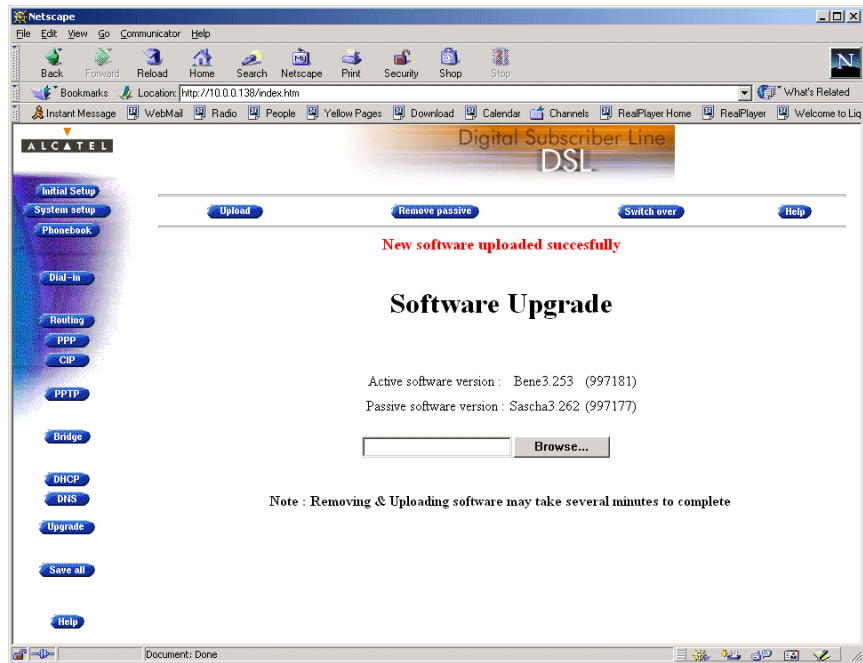 Netscape
File Edit View Go Communicator Help
Back Forward Reload Home Search Netscape Print Security Shop Stop
My
N
Bookmarks Location: http://10.0.0.138/index.htm What's Related
Instant Message WebMail Radio People Yellow Pages Download Calendar Channels RealPlayer Home RealPlayer Welcome to Liq
ALCATEL
Digital Subscriber Line
DSL
Initial Setup
System setup
Upload Remove passive Switch over Help
Phonebook
New software uploaded succesfully
Dial-in
Software Upgrade
Routing
PPP
CIP
Active software version : Bene3.253 (997181)
PPTP
Passive software version : Sascha3.262 (997177)
Bridge
Browse...
DHCP
DNS
Note : Removing & Uploading software may take several minutes to complete
Upgrade
Save all
Help
Document: Done